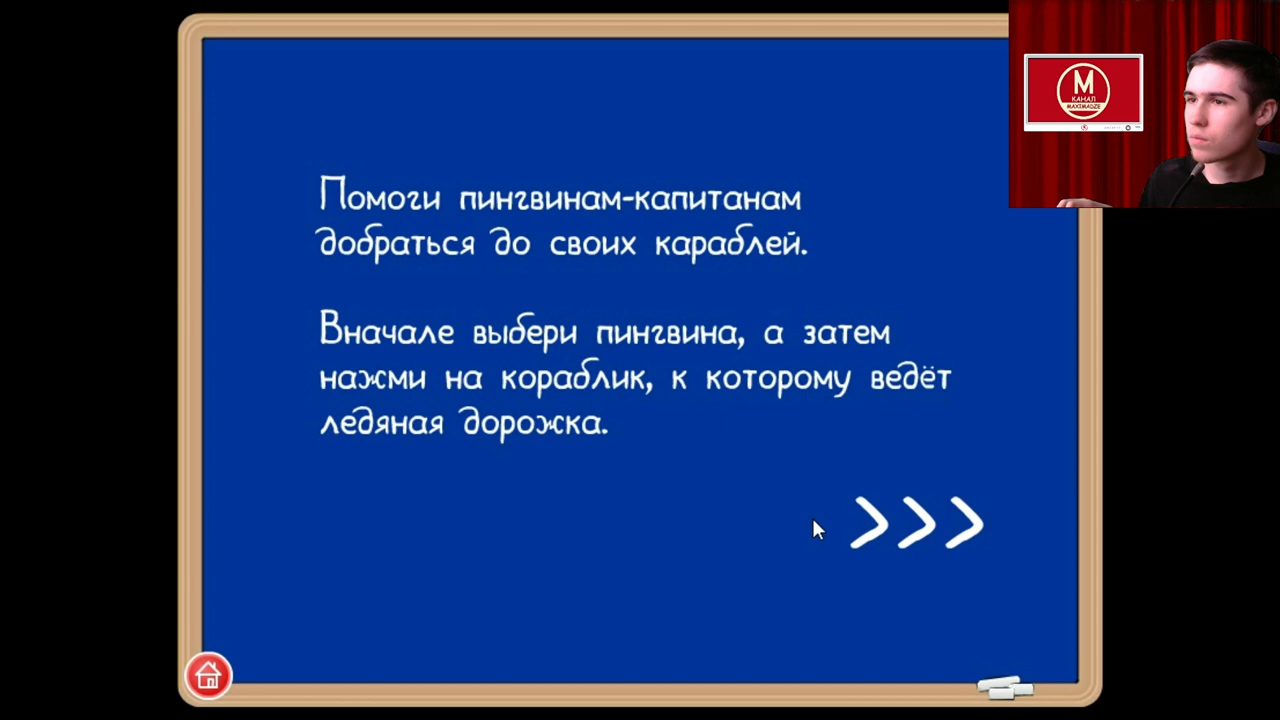 Помоги пингвинам-капитанам
добраться до своих караблей.
Вначале выбери пингвина, а затем
нажми на кораблик, к которому ведёт
ледяная дорожка.
>>>
М
КАНАЛ
MAXIMADZE